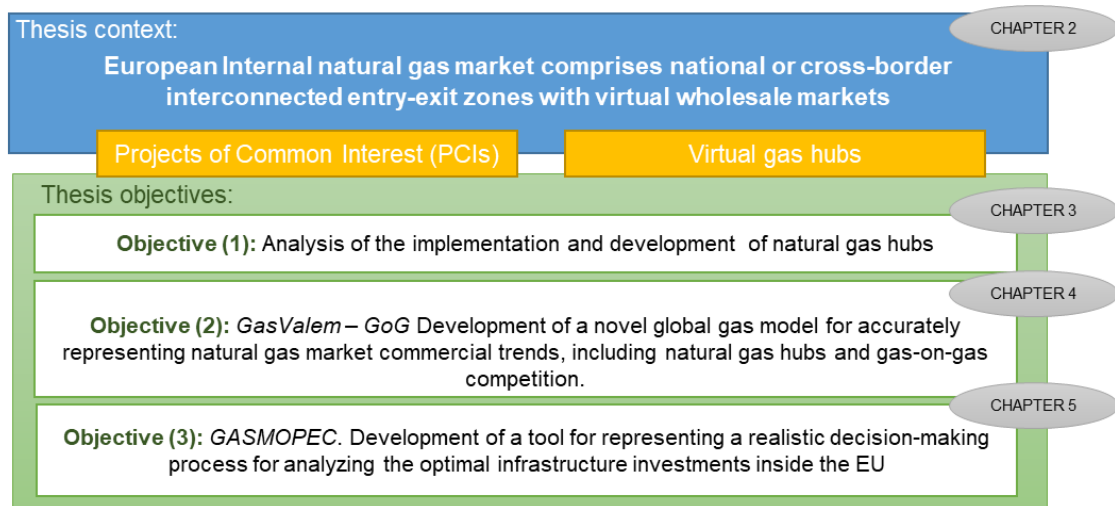 Thesis context:
CHAPTER 2
European Internal natural gas market comprises national or cross-border
interconnected entry-exit zones with virtual wholesale markets
Projects of Common Interest (PCIs)
Virtual gas hubs
Thesis objectives:
CHAPTER 3
Objective (1): Analysis of the implementation and development of natural gas hubs
CHAPTER 4
Objective (2): GasValem – GoG Development of a novel global gas model for accurately
representing natural gas market commercial trends, including natural gas hubs and gas-on-gas
competition.
CHAPTER 5
Objective (3): GASMOPEC. Development of a tool for representing a realistic decision-making
process for analyzing the optimal infrastructure investments inside the EU